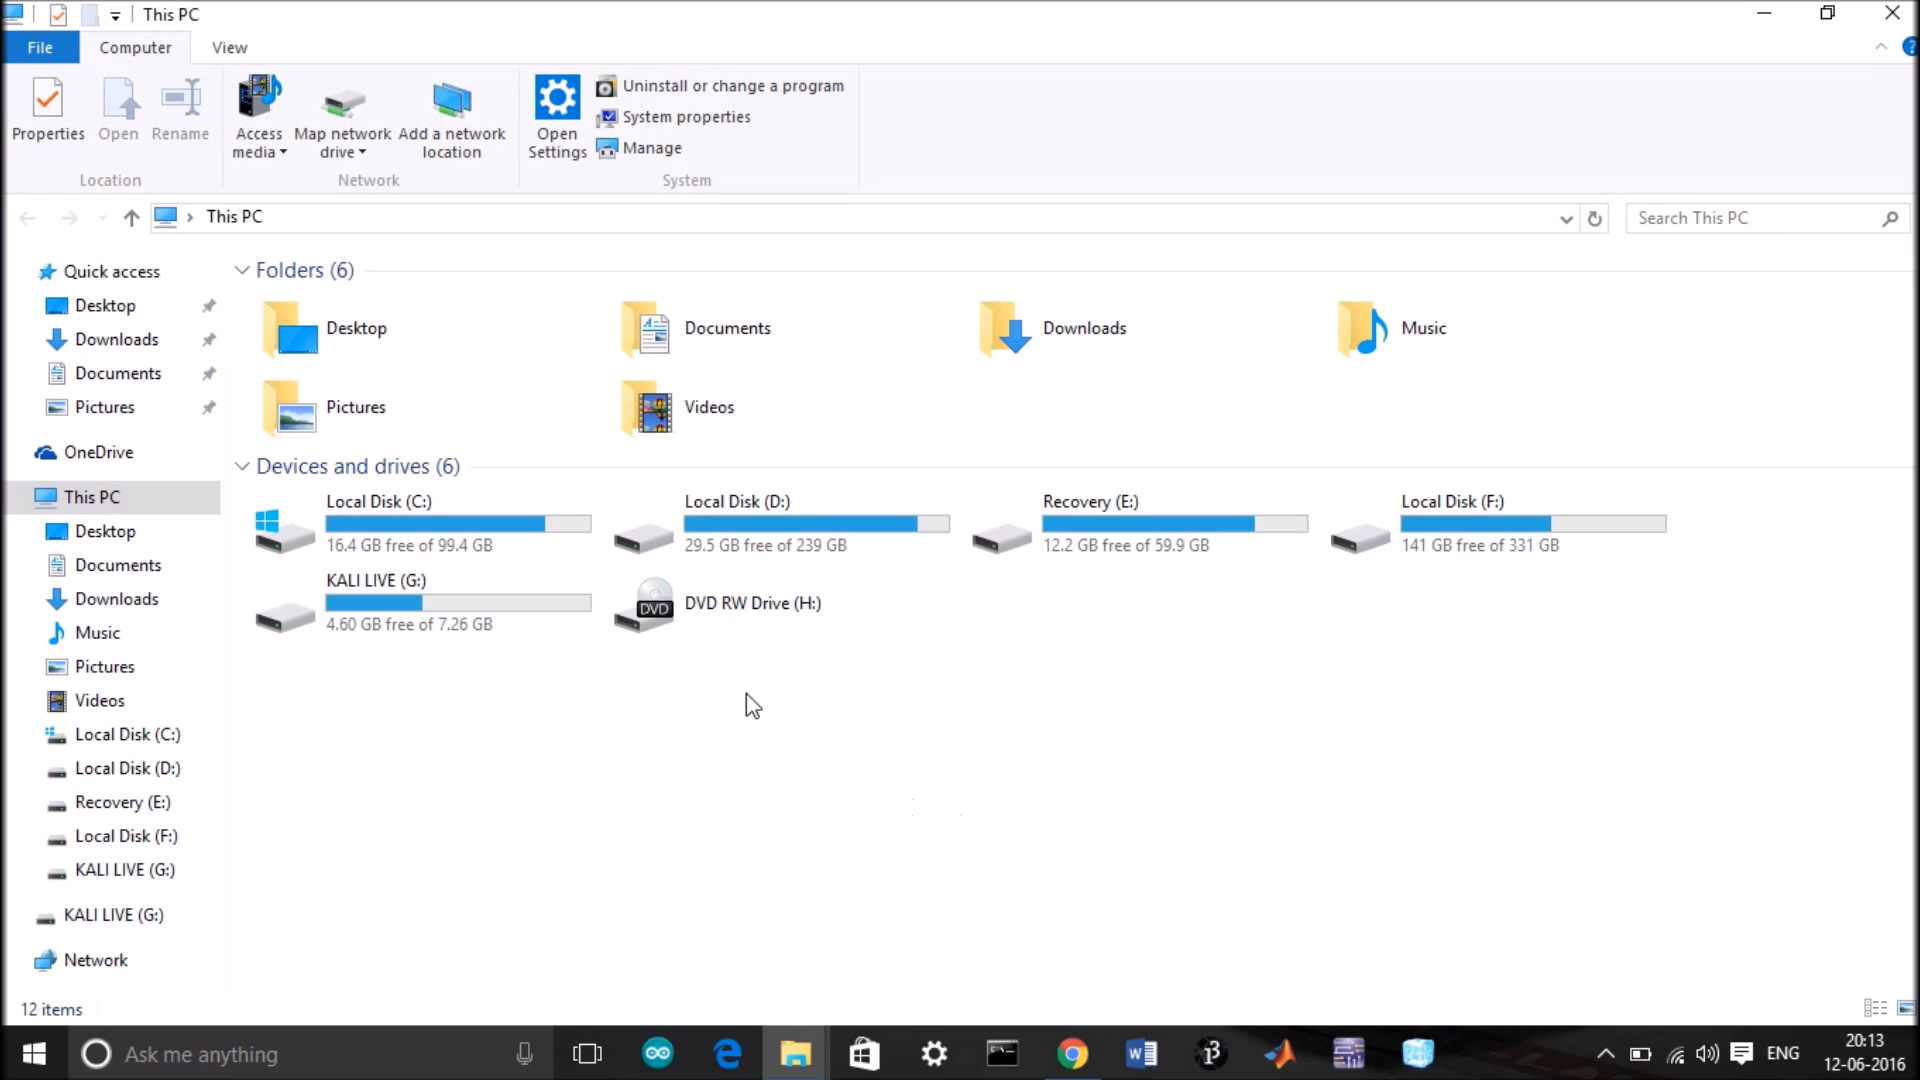 This PC
File
Computer
View
Properties
Open
Rename
Access media
Map network drive
Add a network location
Open Settings
Uninstall or change a program
System properties
Manage
Location
Network
System
This PC
Search This PC
Quick access
Desktop
Downloads
Documents
Pictures
OneDrive
This PC
Desktop
Documents
Downloads
Music
Pictures
Videos
Local Disk (C:)
Local Disk (D:)
Recovery (E:)
Local Disk (F:)
KALI LIVE (G:)
KALI LIVE (G:)
Network
Folders (6)
Desktop
Documents
Downloads
Music
Pictures
Videos
Devices and drives (6)
Local Disk (C:)
16.4 GB free of 99.4 GB
Local Disk (D:)
29.5 GB free of 239 GB
Recovery (E:)
12.2 GB free of 59.9 GB
Local Disk (F:)
141 GB free of 331 GB
KALI LIVE (G:)
4.60 GB free of 7.26 GB
DVD
DVD RW Drive (H:)
12 items
Ask me anything
ENG
20:13
12-06-2016